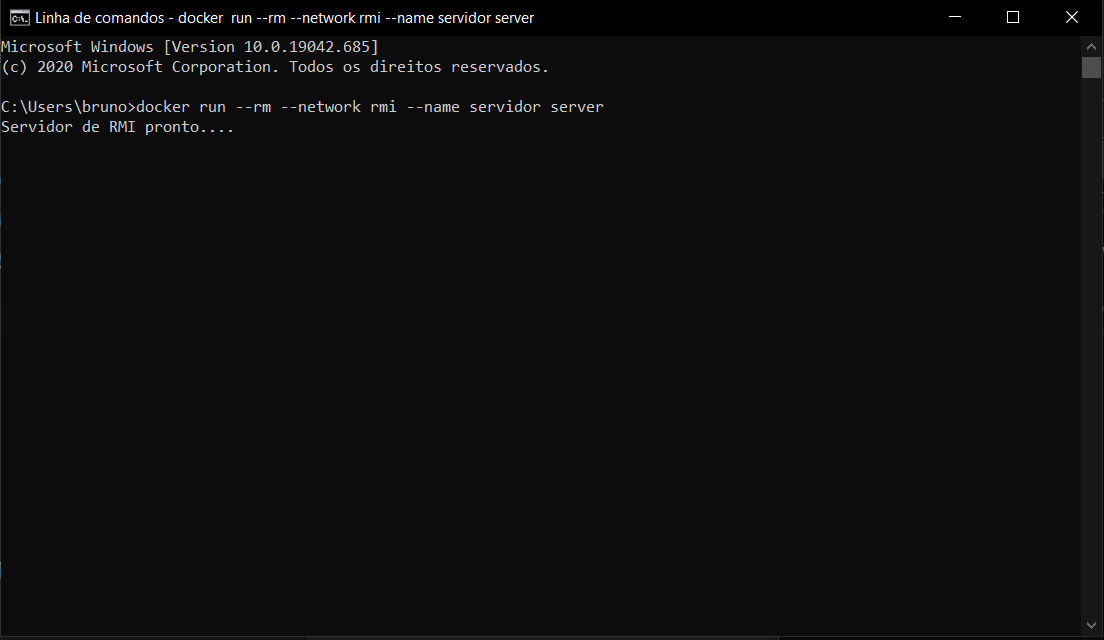 Linha de comandos - docker  run --rm --network rmi --name servidor server
Microsoft Windows [Version 10.0.19042.685]
(c) 2020 Microsoft Corporation. Todos os direitos reservados.
C:\Users\bruno>docker run --rm --network rmi --name servidor server
Servidor de RMI pronto....